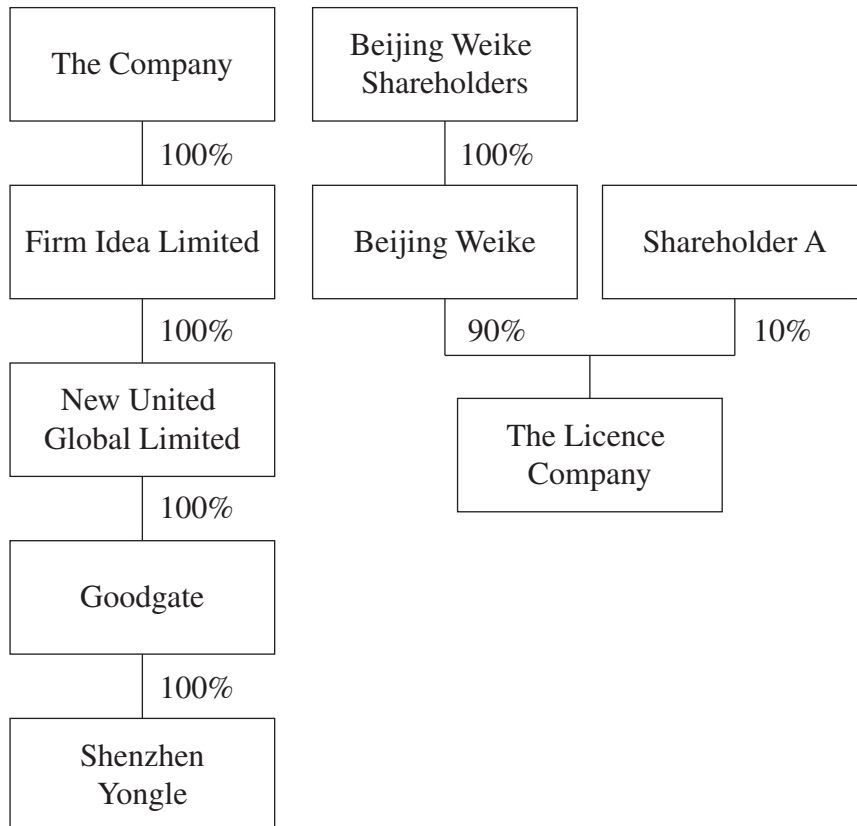 The Company
Beijing Weike
Shareholders
100%
100%
Firm Idea Limited
Beijing Weike
Shareholder A
100%
90%
10%
New United
Global Limited
The Licence
Company
100%
Goodgate
100%
Shenzhen
Yongle